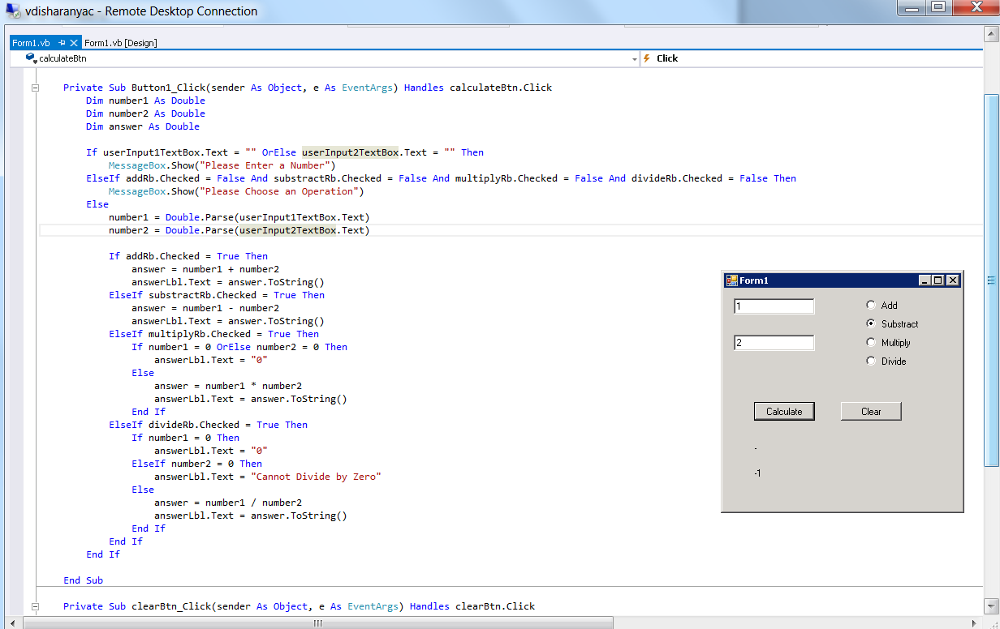 vdisharanyac - Remote Desktop Connection
Form1.vb Form1.vb [Design]
calculateBtn Click
Private Sub Button1_Click(sender As Object, e As EventArgs) Handles calculateBtn.Click
Dim number1 As Double
Dim number2 As Double
Dim answer As Double
If userInput1TextBox.Text = "" OrElse userInput2TextBox.Text = "" Then
MessageBox.Show("Please Enter a Number")
ElseIf addRb.Checked = False And substractRb.Checked = False And multiplyRb.Checked = False And divideRb.Checked = False Then
MessageBox.Show("Please Choose an Operation")
Else
number1 = Double.Parse(userInput1TextBox.Text)
number2 = Double.Parse(userInput2TextBox.Text)
If addRb.Checked = True Then
answer = number1 + number2
answerLbl.Text = answer.ToString()
ElseIf substractRb.Checked = True Then
answer = number1 - number2
answerLbl.Text = answer.ToString()
ElseIf multiplyRb.Checked = True Then
If number1 = 0 OrElse number2 = 0 Then
answerLbl.Text = "0"
Else
answer = number1 * number2
answerLbl.Text = answer.ToString()
End If
ElseIf divideRb.Checked = True Then
If number1 = 0 Then
answerLbl.Text = "0"
ElseIf number2 = 0 Then
answerLbl.Text = "Cannot Divide by Zero"
Else
answer = number1 / number2
answerLbl.Text = answer.ToString()
End If
End If
End If
End Sub
Private Sub clearBtn_Click(sender As Object, e As EventArgs) Handles clearBtn.Click
Form1
1
Add
Substract
2
Multiply
Divide
Calculate Clear
-
-1